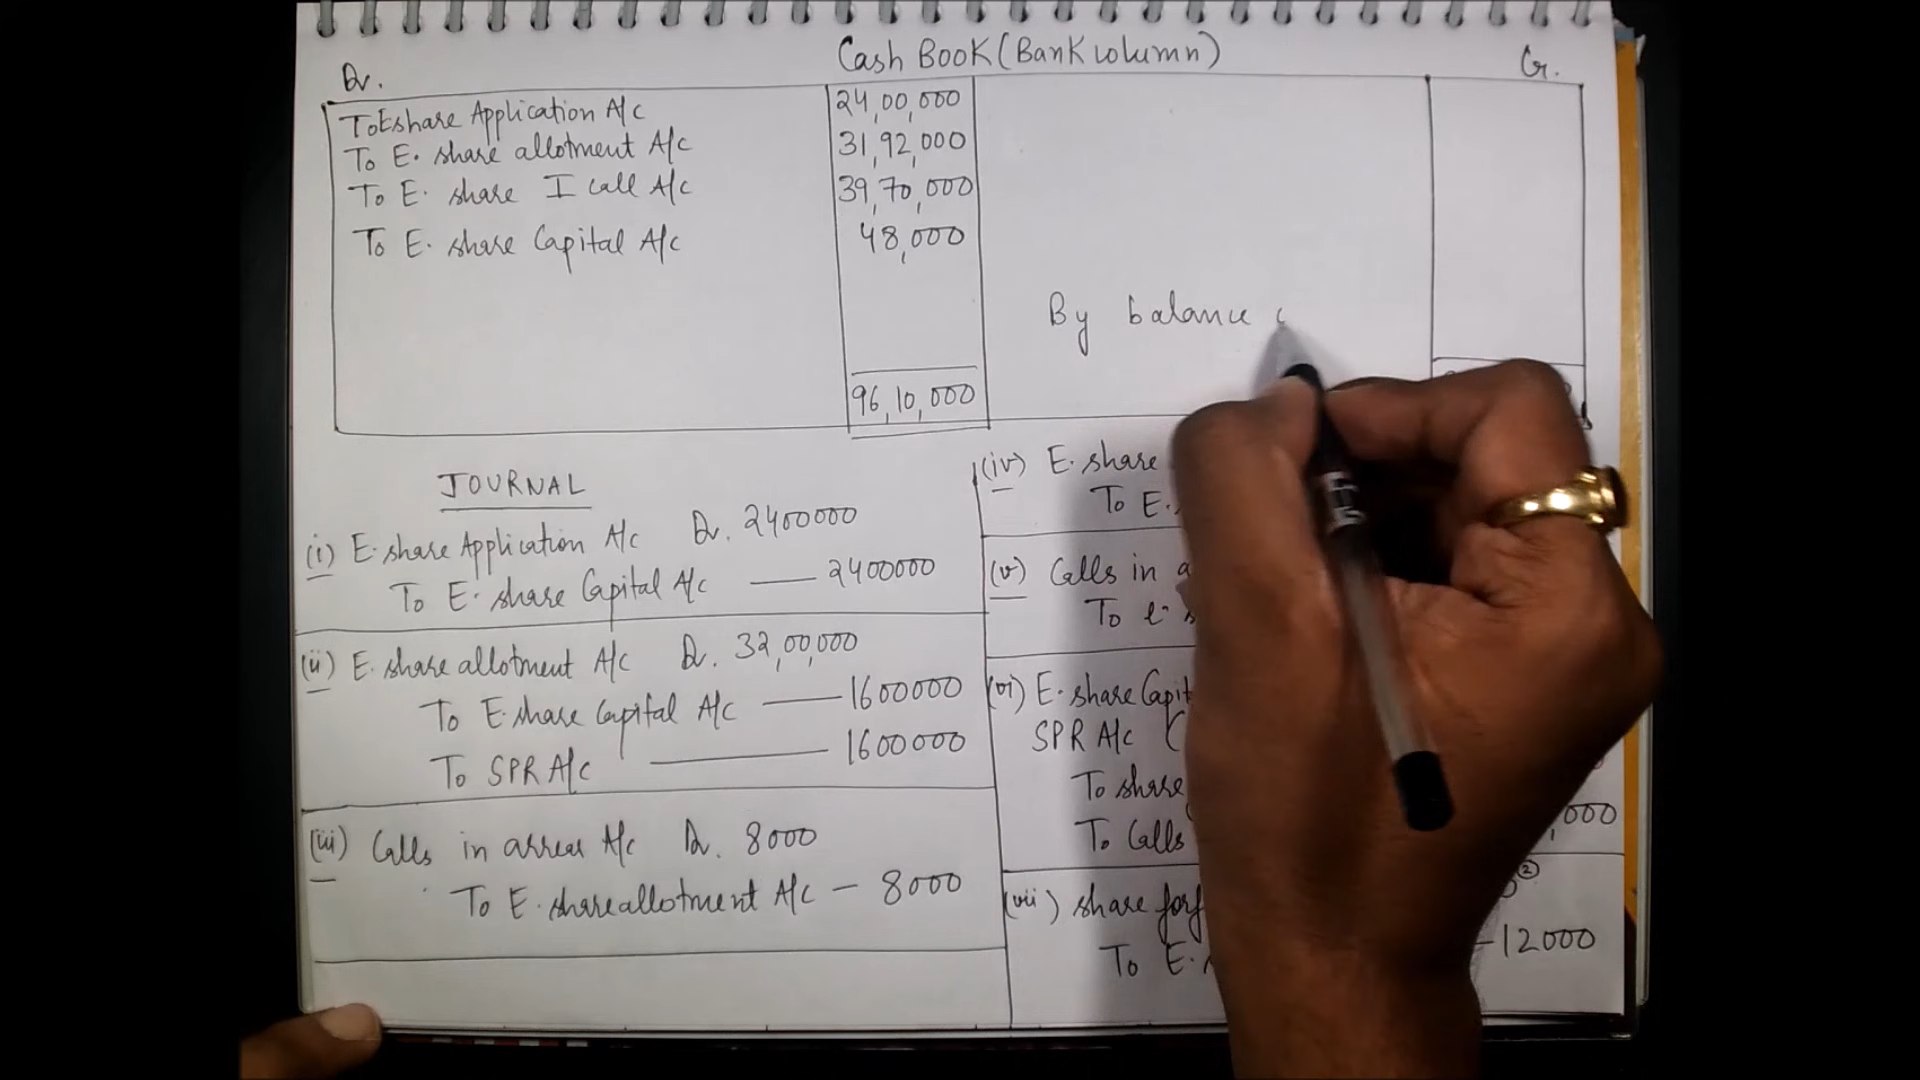 Cash Book (Bank column)
Dr. Cr.
To E share Application A/c 24,00,000
To E. share allotment A/c 31,92,000
To E. share I call A/c 39,70,000
To E. share Capital A/c 48,000
By balance
96,10,000
JOURNAL
(i) E. share Application A/c Dr. 2400000
To E. share Capital A/c — 2400000
(ii) E. share allotment A/c Dr. 32,00,000
To E. share Capital A/c — 1600000
To SPR A/c — 1600000
(iii) Calls in arrear A/c Dr. 8000
To E. share allotment A/c — 8000
(iv) E. share
To E.
(v) Calls in
To E.
(vi) E. share Capit
SPR A/c (
To share
To Calls ,000
(vii) share forf ②
To E. -12000